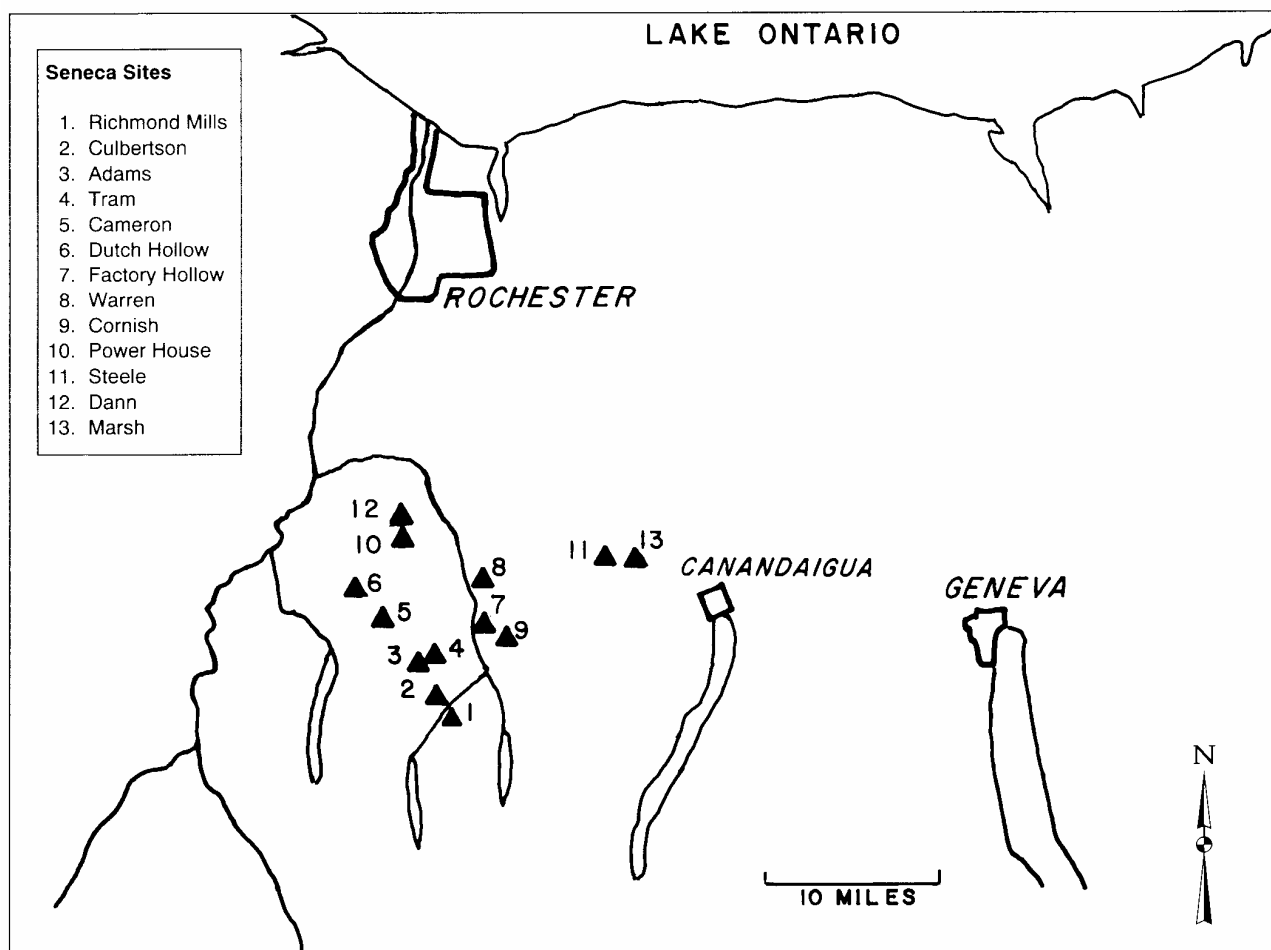 LAKE ONTARIO
Seneca Sites
1. Richmond Mills
2. Culbertson
3. Adams
4. Tram
5. Cameron
6. Dutch Hollow
7. Factory Hollow
8. Warren
9. Cornish
10. Power House
11. Steele
12. Dann
13. Marsh
ROCHESTER
12
10
11
13
8
6
CANANDAIGUA
GENEVA
5
7
9
3
4
2
1
N
10 MILES